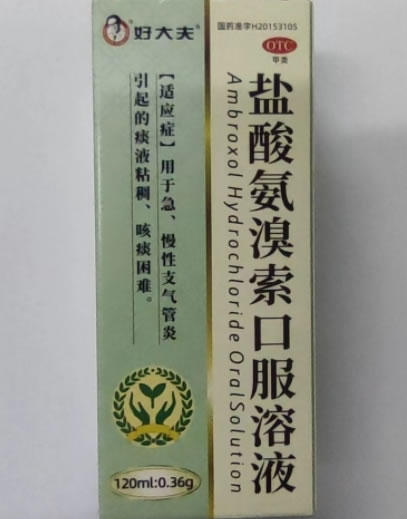 好大夫
国药准字H20153105
OTC
甲类
盐酸氨溴索口服溶液
Ambroxol Hydrochloride Oral Solution
【适应症】用于急、慢性支气管炎
引起的痰液粘稠、咳痰困难。
120ml:0.36g